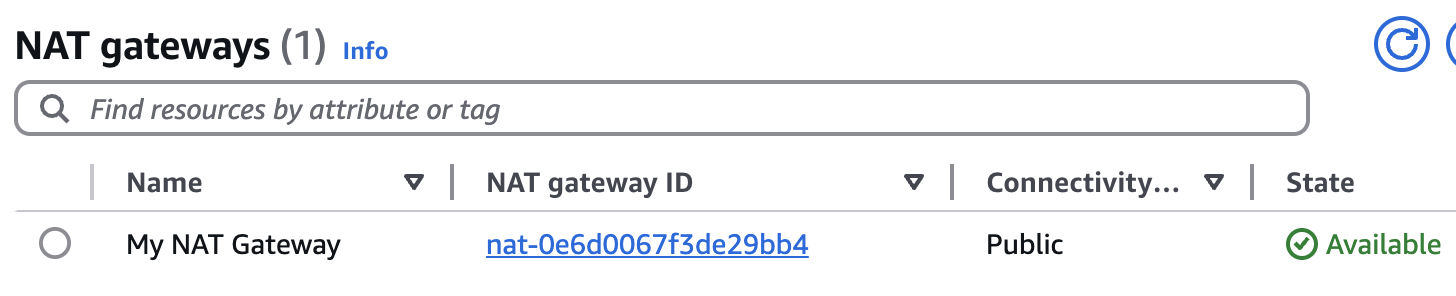 NAT gateways (1) Info
Find resources by attribute or tag
Name NAT gateway ID Connectivity... State
My NAT Gateway nat-0e6d0067f3de29bb4 Public Available